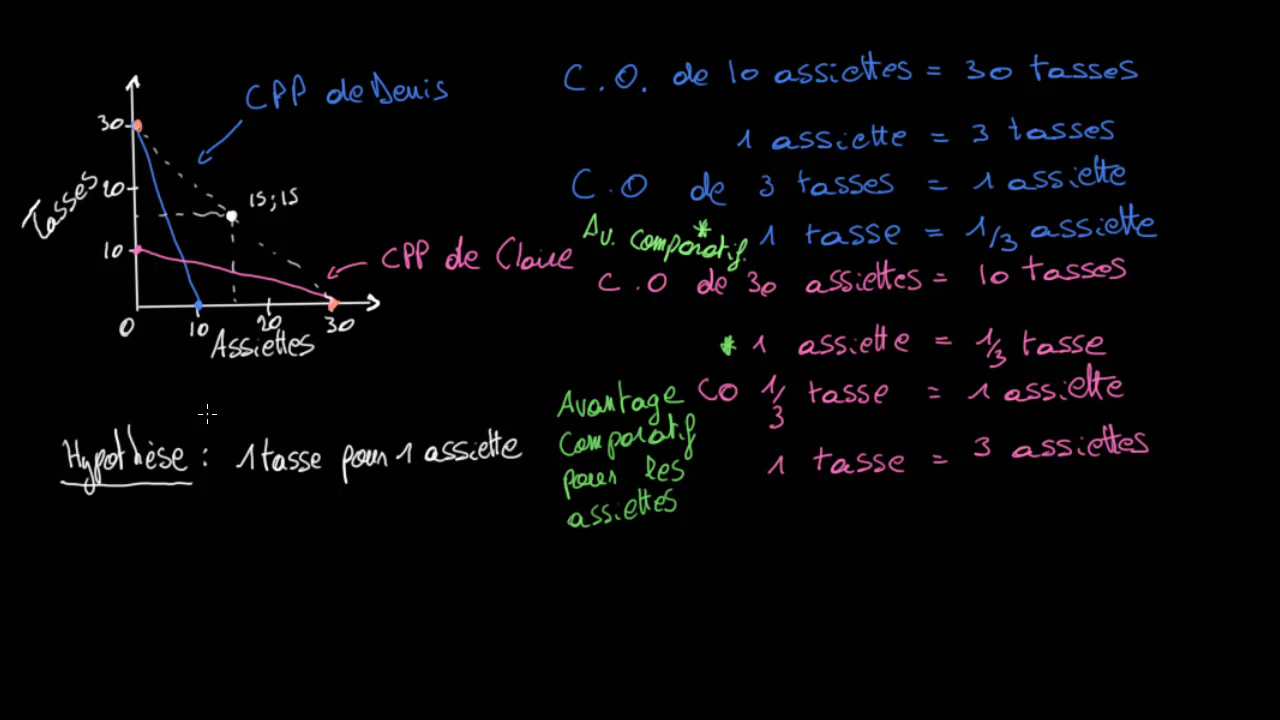 CPP de Denis
30
20
Tasses
15;15
10
CPP de Claire
0
10
20
30
Assiettes
Hypothèse : 1 tasse pour 1 assiette
C.O. de 10 assiettes = 30 tasses
1 assiette = 3 tasses
C.O de 3 tasses = 1 assiette
Av. comparatif. * 1 tasse = 1/3 assiette
C.O de 30 assiettes = 10 tasses
* 1 assiette = 1/3 tasse
CO 1/3 tasse = 1 assiette
1 tasse = 3 assiettes
Avantage
comparatif
pour les
assiettes